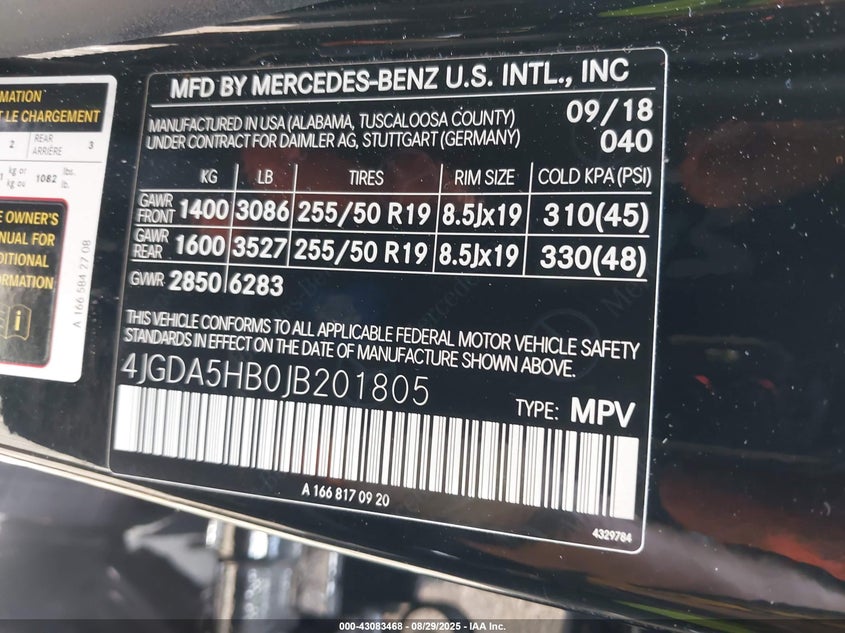 MFD BY MERCEDES-BENZ U.S. INTL., INC
MANUFACTURED IN USA (ALABAMA, TUSCALOOSA COUNTY) 09/18
UNDER CONTRACT FOR DAIMLER AG, STUTTGART (GERMANY) 040
KG LB TIRES RIM SIZE COLD KPA (PSI)
GAWR FRONT 1400 3086 255/50 R19 8.5Jx19 310(45)
GAWR REAR 1600 3527 255/50 R19 8.5Jx19 330(48)
GVWR 2850 6283
THIS VEHICLE CONFORMS TO ALL APPLICABLE FEDERAL MOTOR VEHICLE SAFETY
STANDARDS IN EFFECT ON THE DATE OF MANUFACTURE SHOWN ABOVE.
4JGDA5HB0JB201805
TYPE: MPV
A 166 817 09 20
4329784
LE CHARGEMENT
2 REAR ARRIÈRE 3
kg or kg ou 1082 lbs. lb.
OWNER'S
FOR
A 166 584 27 08
000-43083468 - 08/29/2025 - IAA Inc.